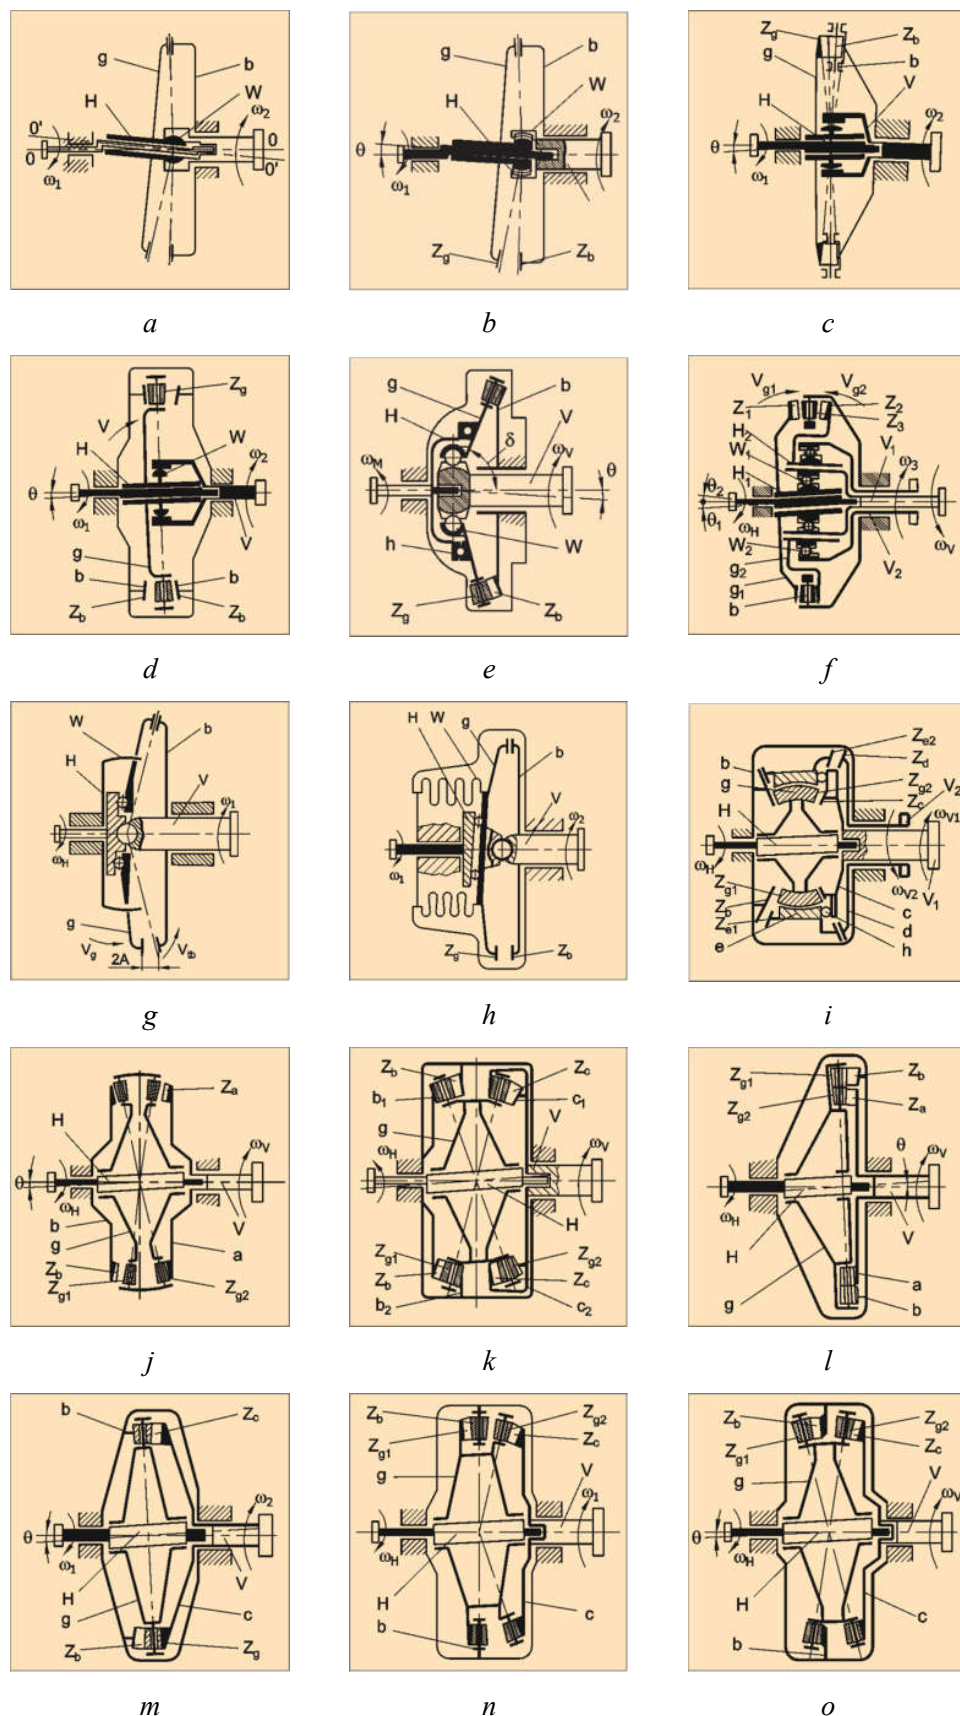 g b W H 0' 0 ω1 ω2 0 0'
a
g b W H θ ω1 ω2 Zg Zb
b
Zg g Zb b V H θ ω1 ω2
c
Zg V W H ω2 θ ω1 V g b b Zb Zb
d
g b H V δ ωM ωV θ h W Zg Zb
e
Vg1 Vg2 Z1 Z2 Z3 H2 W1 H1 V1 ω3 θ2 θ1 ωH W2 g2 g1 b V2 ωV
f
W b H V ω1 ωH g Vg 2A Vtb
g
H W g b V ω1 ω2 Zg Zb
h
Ze2 Zd b g Zg2 Zc V2 H ωV1 ωH Zg1 Zb Ze1 e ωV2 V1 c d h
i
Za H ωV θ ωH V b g a Zb Zg1 Zg2
j
Zb Zc b1 c1 g V ωV ωH H Zg1 Zg2 Zb Zc b2 c2
k
Zg1 Zb Zg2 Za θ ωV ωH V H g a b
l
b Zc ω2 θ ω1 V H g c Zb Zg
m
Zb Zg2 Zg1 Zc g V ω1 ωH H c b
n
Zb Zg2 Zg1 Zc g V ωV θ ωH H c b
o